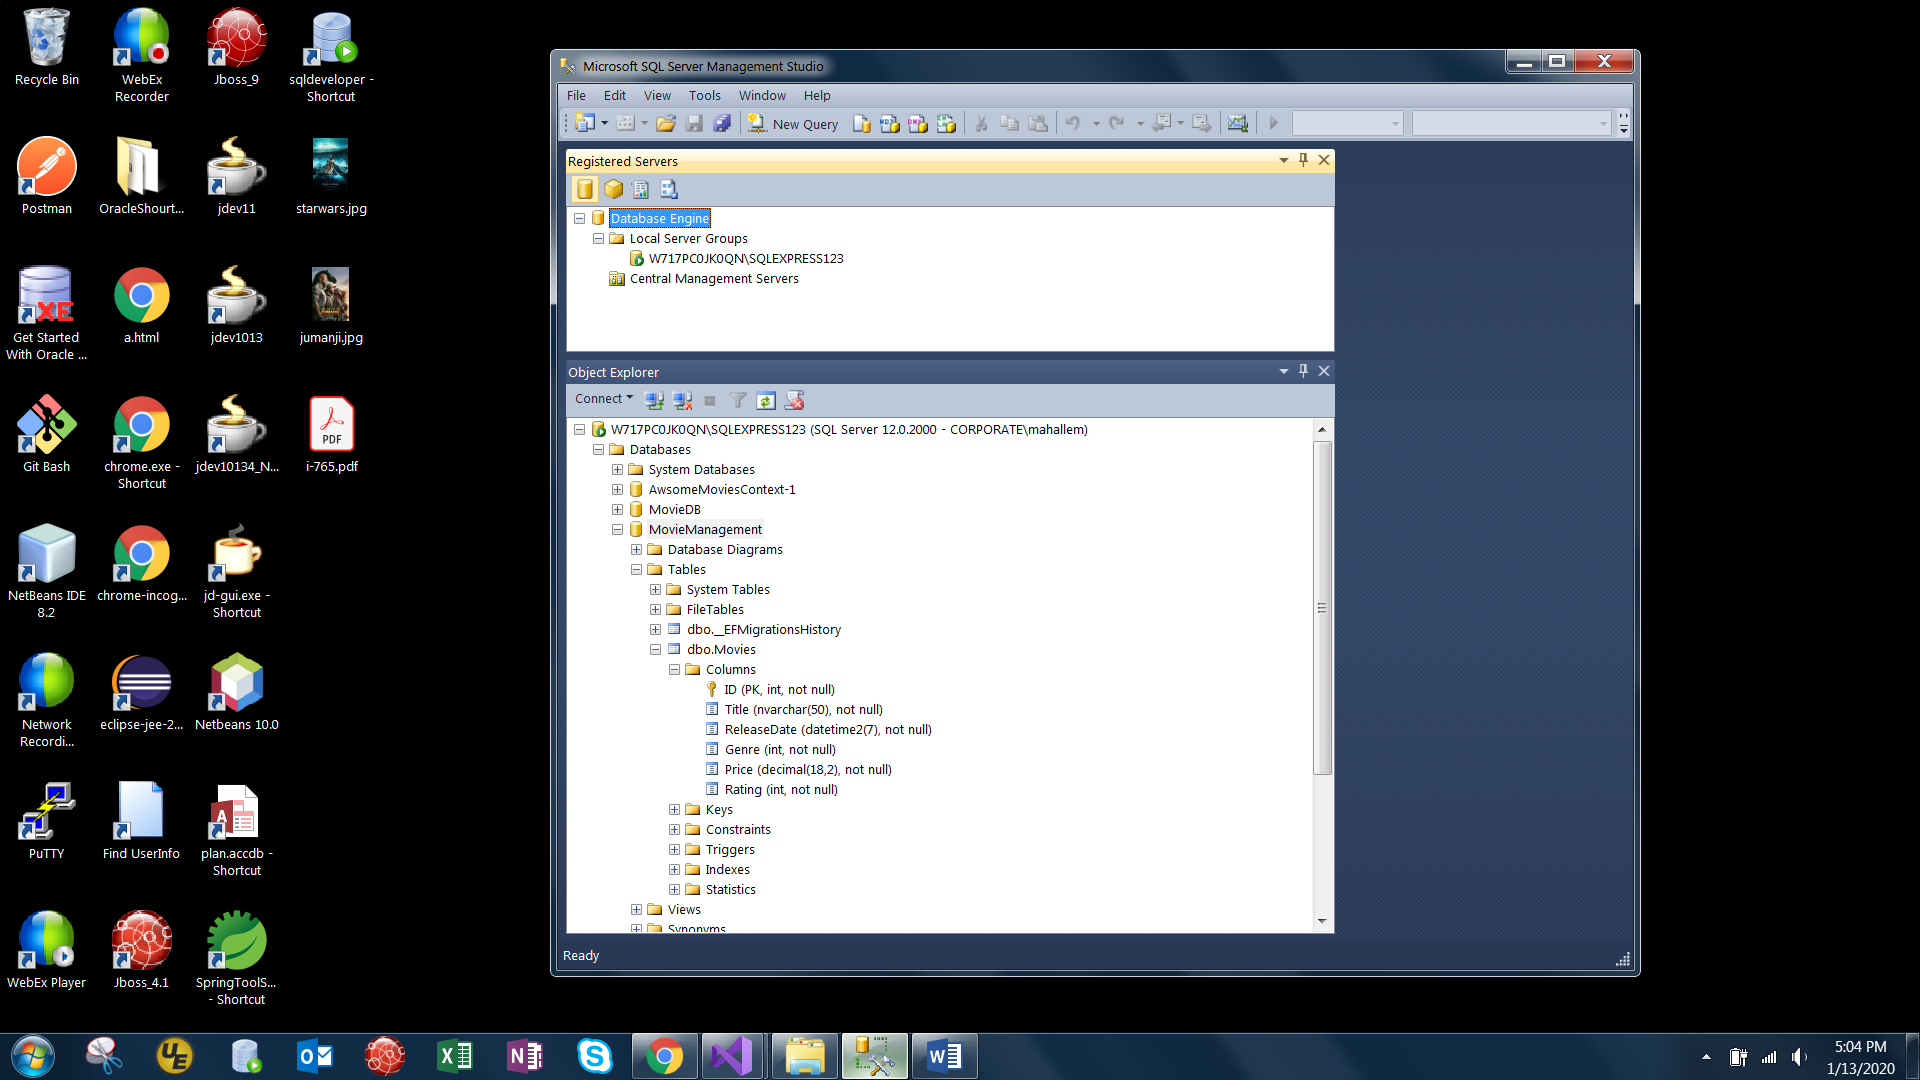 Recycle Bin
WebEx
Recorder
Jboss_9
sqldeveloper -
Shortcut
Postman
OracleShourt...
jdev11
starwars.jpg
XE
Get Started
With Oracle ...
a.html
jdev1013
jumanji.jpg
PDF
Git Bash
chrome.exe -
Shortcut
jdev10134_N...
i-765.pdf
NetBeans IDE
8.2
chrome-incog...
jd-gui.exe -
Shortcut
Network
Recordi...
eclipse-jee-2...
Netbeans 10.0
PuTTY
Find UserInfo
plan.accdb -
Shortcut
WebEx Player
Jboss_4.1
SpringToolS...
- Shortcut
Microsoft SQL Server Management Studio
File Edit View Tools Window Help
New Query
Registered Servers
Database Engine
Local Server Groups
W717PC0JK0QN\SQLEXPRESS123
Central Management Servers
Object Explorer
Connect
W717PC0JK0QN\SQLEXPRESS123 (SQL Server 12.0.2000 - CORPORATE\mahallem)
Databases
System Databases
AwsomeMoviesContext-1
MovieDB
MovieManagement
Database Diagrams
Tables
System Tables
FileTables
dbo.__EFMigrationsHistory
dbo.Movies
Columns
ID (PK, int, not null)
Title (nvarchar(50), not null)
ReleaseDate (datetime2(7), not null)
Genre (int, not null)
Price (decimal(18,2), not null)
Rating (int, not null)
Keys
Constraints
Triggers
Indexes
Statistics
Views
Synonyms
Ready
5:04 PM
1/13/2020